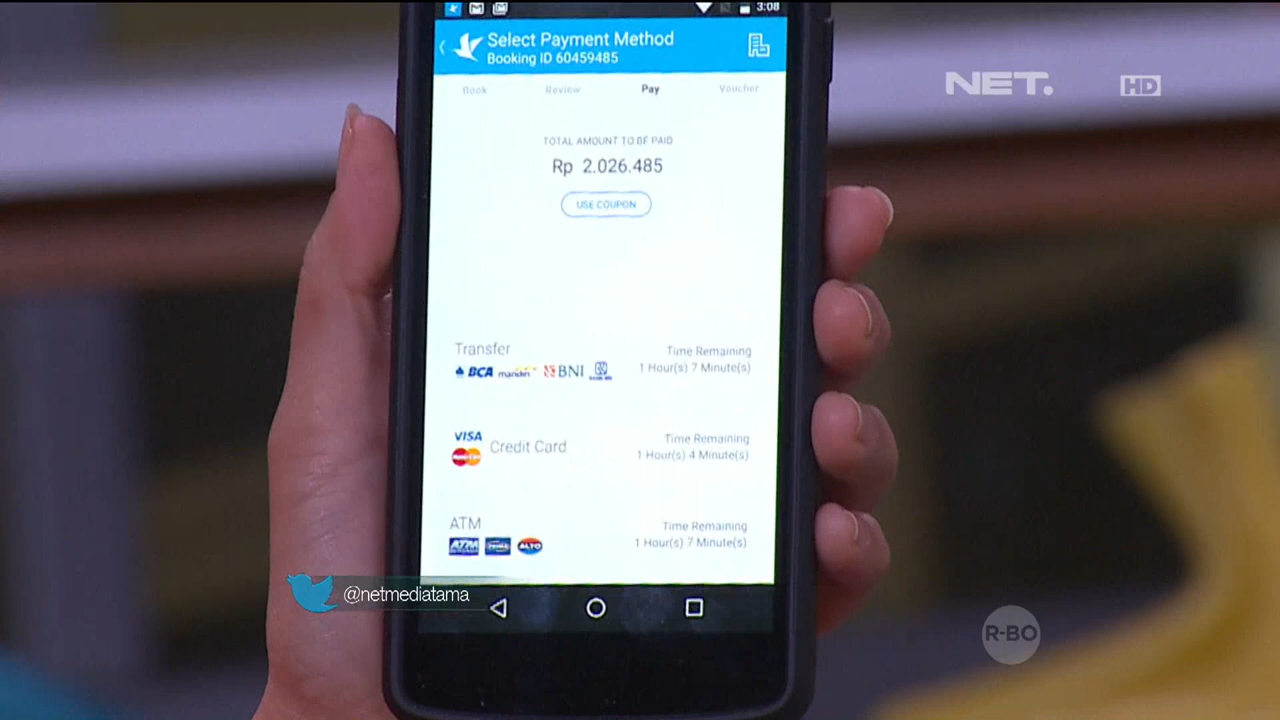 3:08
Select Payment Method
Booking ID 60459485
NET.
HD
Book Review Pay Voucher
TOTAL AMOUNT TO BE PAID
Rp 2.026.485
USE COUPON
Transfer
Time Remaining
BCA mandiri BNI
1 Hour(s) 7 Minute(s)
VISA
Credit Card
Time Remaining
MasterCard
1 Hour(s) 4 Minute(s)
ATM
Time Remaining
ATM PRIMA ALTO
1 Hour(s) 7 Minute(s)
@netmediatama
R-BO